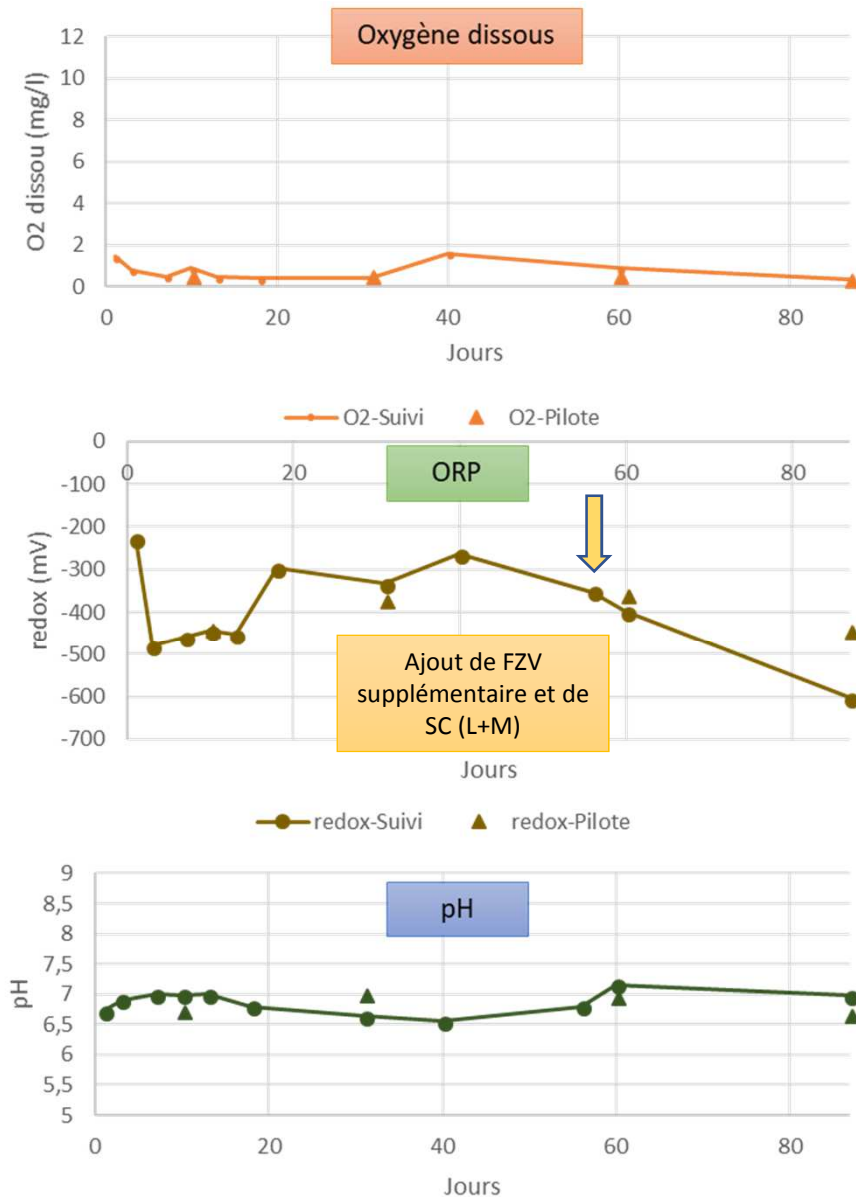 Oxygène dissous
12
10
8
6
4
2
0
O2 dissou (mg/l)
0 20 40 60 80
Jours
O2-Suivi O2-Pilote
ORP
0 20 60 80
0
-100
-200
-300
-400
-500
-600
-700
redox (mV)
Ajout de FZV
supplémentaire et de
SC (L+M)
Jours
redox-Suivi redox-Pilote
pH
9
8,5
8
7,5
7
6,5
6
5,5
5
pH
0 20 40 60 80
Jours